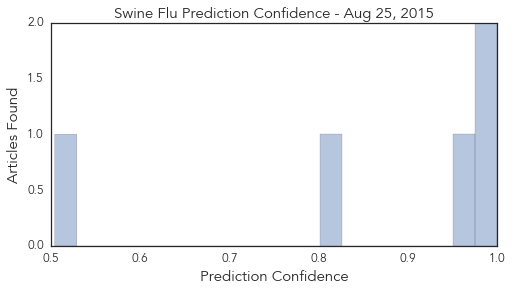 Swine Flu Prediction Confidence - Aug 25, 2015
2.0
1.5
1.0
0.5
0.0
Articles Found
0.5 0.6 0.7 0.8 0.9 1.0
Prediction Confidence